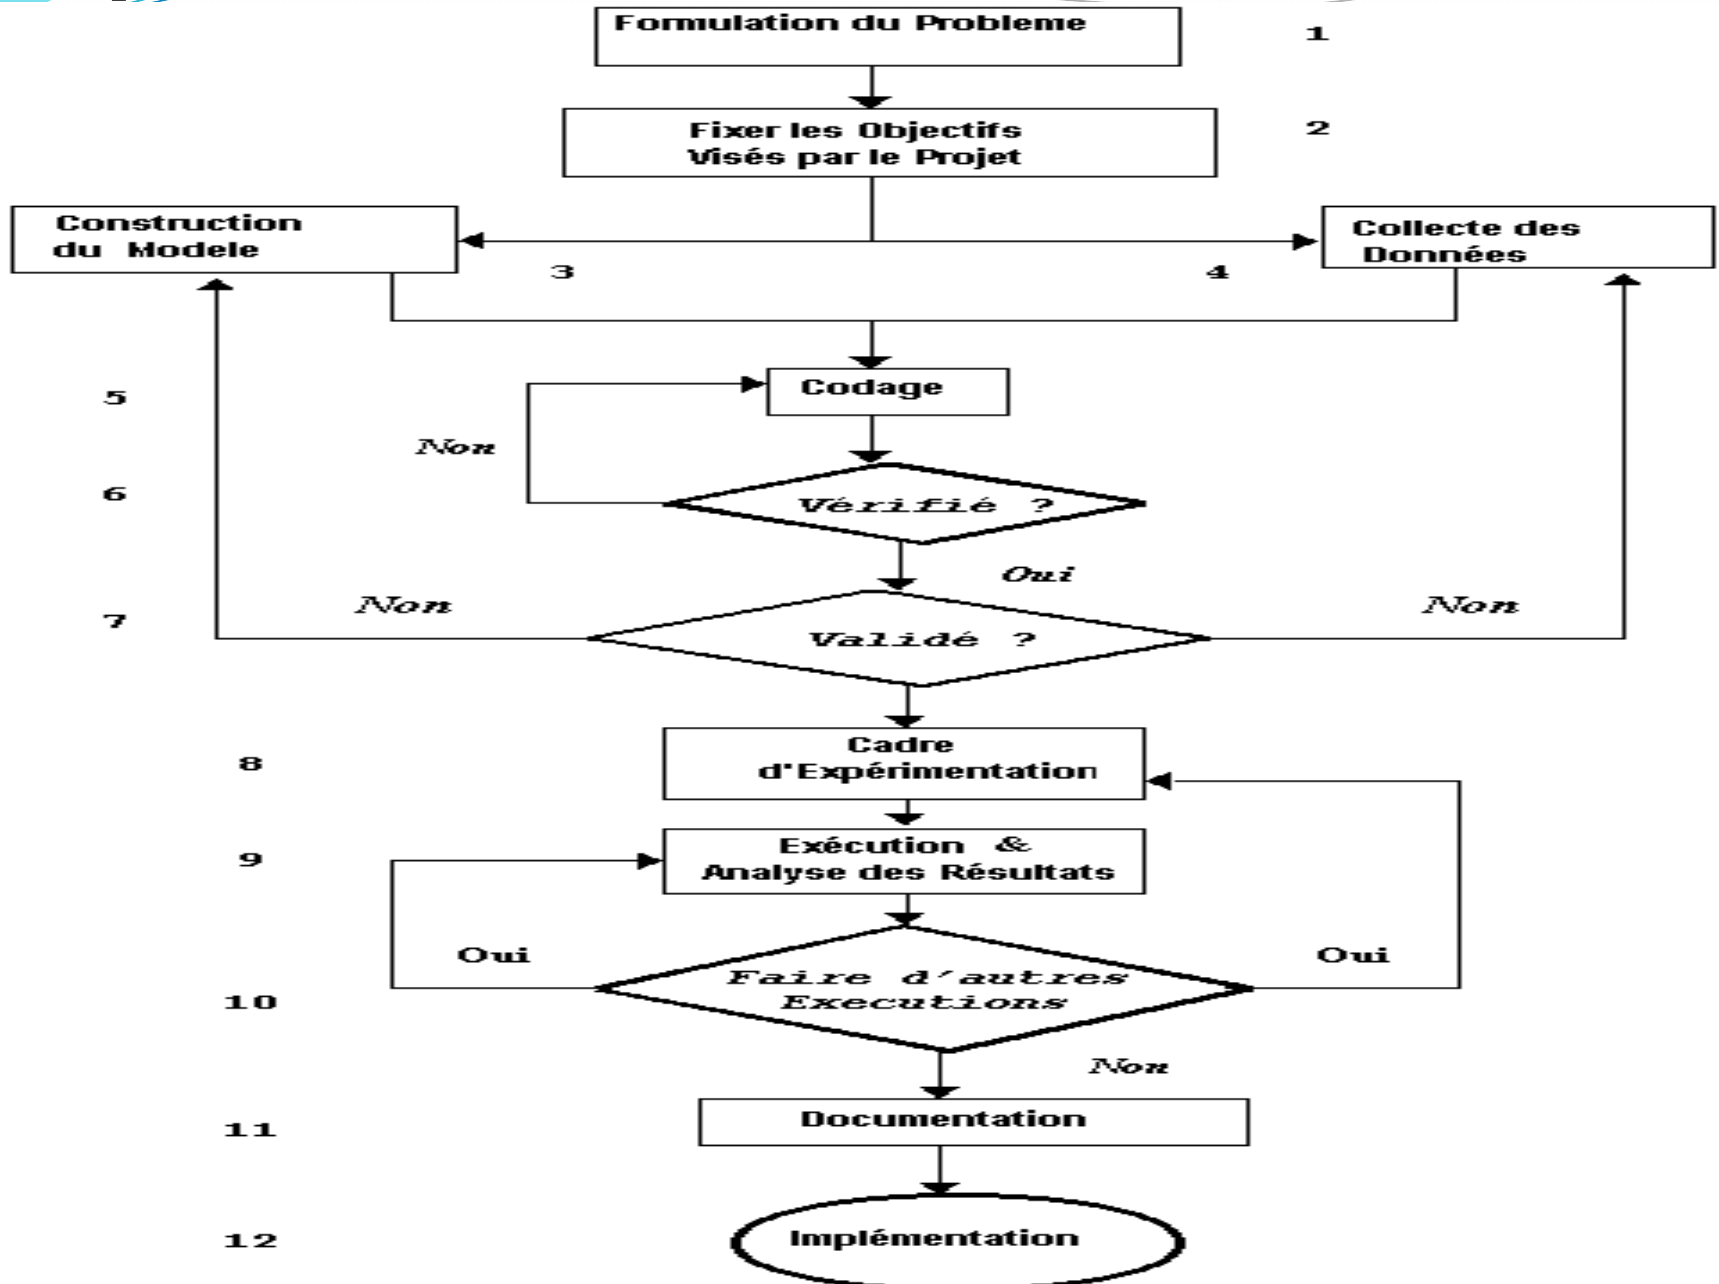 Formulation du Probleme
1
Fixer les Objectifs
Visés par le Projet
2
Construction
du Modele
3
4
Collecte des
Données
5
Codage
Non
6
Vérifié ?
Oui
Non
Non
7
Validé ?
8
Cadre
d'Expérimentation
9
Exécution &
Analyse des Résultats
Oui
Oui
Faire d'autres
Executions
10
Non
11
Documentation
12
Implémentation